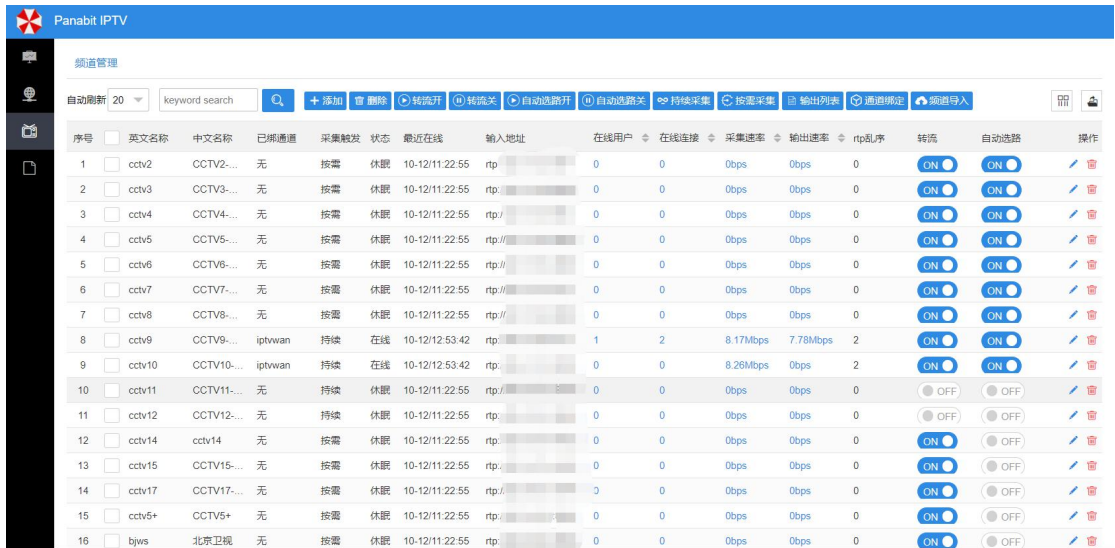 Panabit IPTV
频道管理
自动刷新 20 keyword search 添加 删除 转流开 转流关 自动选路开 自动选路关 持续采集 按需采集 输出列表 通道绑定 频道导入
序号 英文名称 中文名称 已绑通道 采集触发 状态 最近在线 输入地址 在线用户 在线连接 采集速率 输出速率 rtp乱序 转流 自动选路 操作
1 cctv2 CCTV2-... 无 按需 休眠 10-12/11:22:55 rtp 0 0 0bps 0bps 0 ON ON
2 cctv3 CCTV3-... 无 按需 休眠 10-12/11:22:55 rtp: 0 0 0bps 0bps 0 ON ON
3 cctv4 CCTV4-... 无 按需 休眠 10-12/11:22:55 rtp:/ 0 0 0bps 0bps 0 ON ON
4 cctv5 CCTV5-... 无 按需 休眠 10-12/11:22:55 rtp:// 0 0 0bps 0bps 0 ON ON
5 cctv6 CCTV6-... 无 按需 休眠 10-12/11:22:55 rtp:// 0 0 0bps 0bps 0 ON ON
6 cctv7 CCTV7-... 无 按需 休眠 10-12/11:22:55 rtp:// 0 0 0bps 0bps 0 ON ON
7 cctv8 CCTV8-... 无 按需 休眠 10-12/11:22:55 rtp:// 0 0 0bps 0bps 0 ON ON
8 cctv9 CCTV9-... iptvwan 持续 在线 10-12/12:53:42 rtp: 1 2 8.17Mbps 7.78Mbps 2 ON ON
9 cctv10 CCTV10-... iptvwan 持续 在线 10-12/12:53:42 rtp: 0 0 8.26Mbps 0bps 2 ON ON
10 cctv11 CCTV11-... 无 持续 休眠 10-12/11:22:55 rtp:/ 0 0 0bps 0bps 0 OFF OFF
11 cctv12 CCTV12-... 无 持续 休眠 10-12/11:22:55 rtp: 0 0 0bps 0bps 0 OFF OFF
12 cctv14 cctv14 无 按需 休眠 10-12/11:22:55 rtp: 0 0 0bps 0bps 0 ON OFF
13 cctv15 CCTV15-... 无 按需 休眠 10-12/11:22:55 rtp: 0 0 0bps 0bps 0 ON OFF
14 cctv17 CCTV17-... 无 按需 休眠 10-12/11:22:55 rtp:/ 0 0 0bps 0bps 0 ON OFF
15 cctv5+ CCTV5+ 无 按需 休眠 10-12/11:22:55 rtp: 0 0 0bps 0bps 0 ON OFF
16 bjws 北京卫视 无 按需 休眠 10-12/11:22:55 rtp: 0 0 0bps 0bps 0 ON OFF